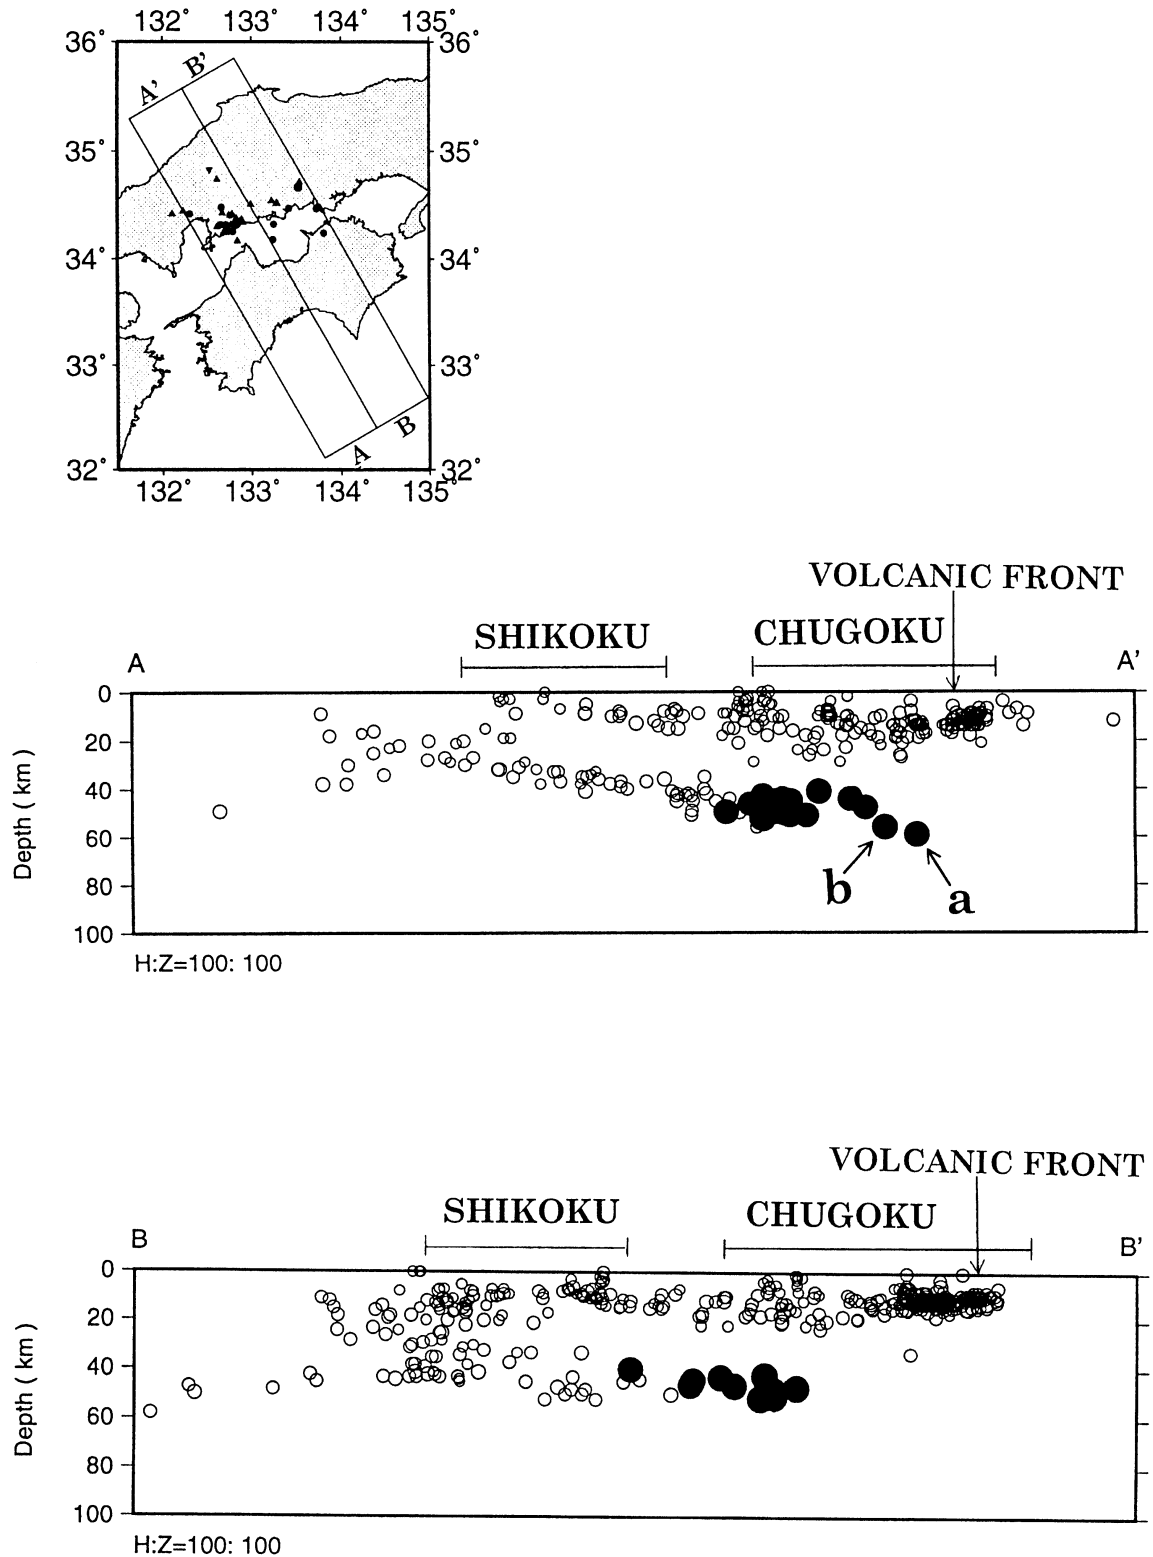 132° 133° 134° 135°
36° 36°
A' B'
35° 35°
34° 34°
33° 33°
A B
32° 32°
132° 133° 134° 135°
VOLCANIC FRONT
SHIKOKU CHUGOKU
A A'
0
20
40
60
80
100
Depth ( km )
b a
H:Z=100: 100
VOLCANIC FRONT
SHIKOKU CHUGOKU
B B'
0
20
40
60
80
100
Depth ( km )
H:Z=100: 100